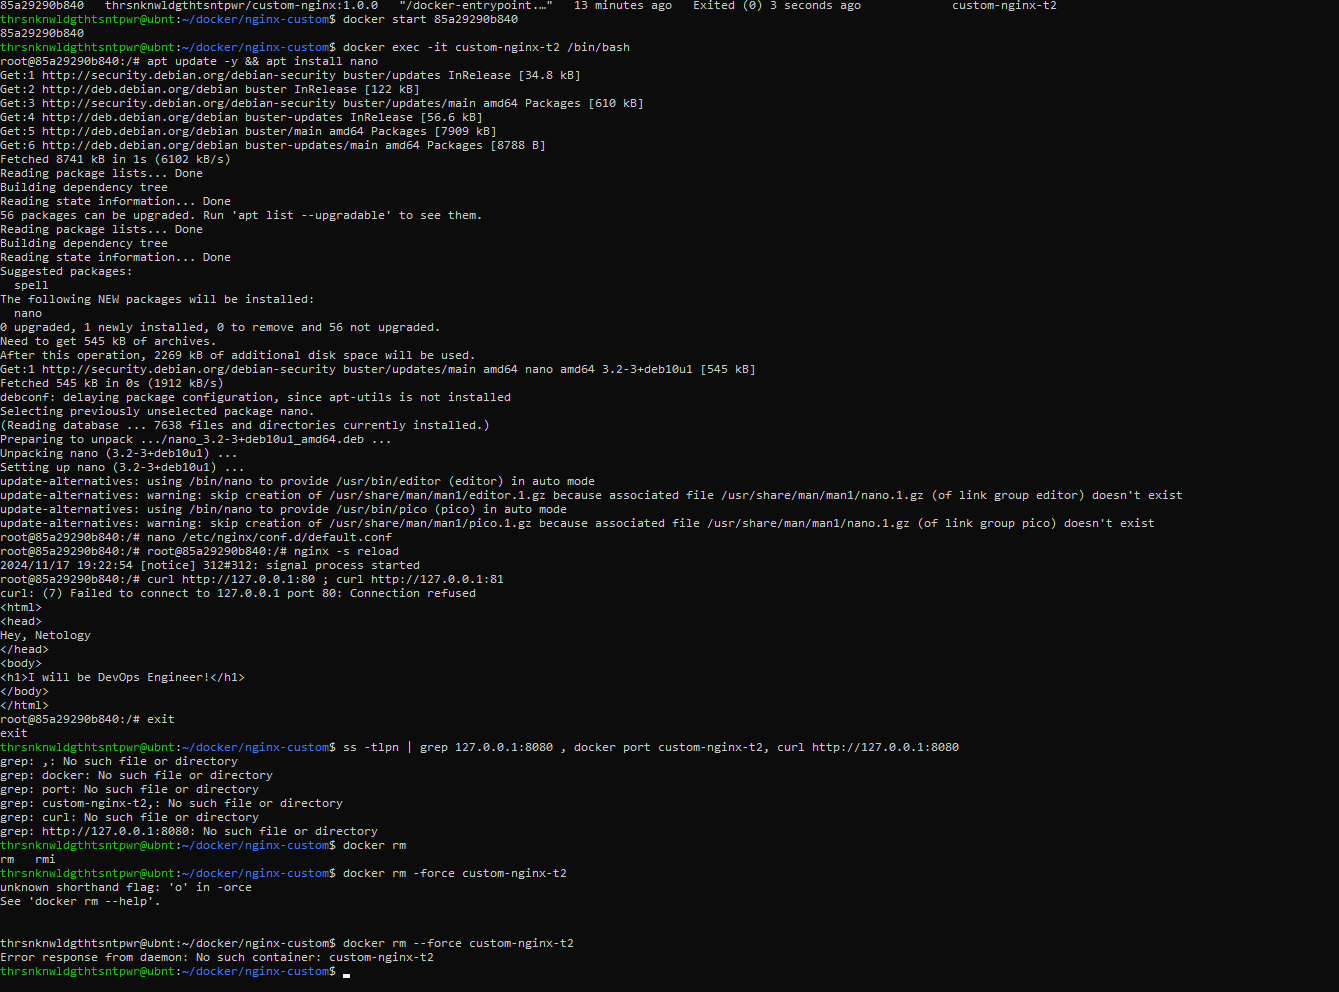 85a29290b840   thrsnknwldgthtsntpwr/custom-nginx:1.0.0   "/docker-entrypoint.…"   13 minutes ago   Exited (0) 3 seconds ago             custom-nginx-t2
thrsnknwldgthtsntpwr@ubnt:~/docker/nginx-custom$ docker start 85a29290b840
85a29290b840
thrsnknwldgthtsntpwr@ubnt:~/docker/nginx-custom$ docker exec -it custom-nginx-t2 /bin/bash
root@85a29290b840:/# apt update -y && apt install nano
Get:1 http://security.debian.org/debian-security buster/updates InRelease [34.8 kB]
Get:2 http://deb.debian.org/debian buster InRelease [122 kB]
Get:3 http://security.debian.org/debian-security buster/updates/main amd64 Packages [610 kB]
Get:4 http://deb.debian.org/debian buster-updates InRelease [56.6 kB]
Get:5 http://deb.debian.org/debian buster/main amd64 Packages [7909 kB]
Get:6 http://deb.debian.org/debian buster-updates/main amd64 Packages [8788 B]
Fetched 8741 kB in 1s (6102 kB/s)
Reading package lists... Done
Building dependency tree
Reading state information... Done
56 packages can be upgraded. Run 'apt list --upgradable' to see them.
Reading package lists... Done
Building dependency tree
Reading state information... Done
Suggested packages:
  spell
The following NEW packages will be installed:
  nano
0 upgraded, 1 newly installed, 0 to remove and 56 not upgraded.
Need to get 545 kB of archives.
After this operation, 2269 kB of additional disk space will be used.
Get:1 http://security.debian.org/debian-security buster/updates/main amd64 nano amd64 3.2-3+deb10u1 [545 kB]
Fetched 545 kB in 0s (1912 kB/s)
debconf: delaying package configuration, since apt-utils is not installed
Selecting previously unselected package nano.
(Reading database ... 7638 files and directories currently installed.)
Preparing to unpack .../nano_3.2-3+deb10u1_amd64.deb ...
Unpacking nano (3.2-3+deb10u1) ...
Setting up nano (3.2-3+deb10u1) ...
update-alternatives: using /bin/nano to provide /usr/bin/editor (editor) in auto mode
update-alternatives: warning: skip creation of /usr/share/man/man1/editor.1.gz because associated file /usr/share/man/man1/nano.1.gz (of link group editor) doesn't exist
update-alternatives: using /bin/nano to provide /usr/bin/pico (pico) in auto mode
update-alternatives: warning: skip creation of /usr/share/man/man1/pico.1.gz because associated file /usr/share/man/man1/nano.1.gz (of link group pico) doesn't exist
root@85a29290b840:/# nano /etc/nginx/conf.d/default.conf
root@85a29290b840:/# root@85a29290b840:/# nginx -s reload
2024/11/17 19:22:54 [notice] 312#312: signal process started
root@85a29290b840:/# curl http://127.0.0.1:80 ; curl http://127.0.0.1:81
curl: (7) Failed to connect to 127.0.0.1 port 80: Connection refused
<html>
<head>
Hey, Netology
</head>
<body>
<h1>I will be DevOps Engineer!</h1>
</body>
</html>
root@85a29290b840:/# exit
exit
thrsnknwldgthtsntpwr@ubnt:~/docker/nginx-custom$ ss -tlpn | grep 127.0.0.1:8080 , docker port custom-nginx-t2, curl http://127.0.0.1:8080
grep: ,: No such file or directory
grep: docker: No such file or directory
grep: port: No such file or directory
grep: custom-nginx-t2,: No such file or directory
grep: curl: No such file or directory
grep: http://127.0.0.1:8080: No such file or directory
thrsnknwldgthtsntpwr@ubnt:~/docker/nginx-custom$ docker rm
rm   rmi
thrsnknwldgthtsntpwr@ubnt:~/docker/nginx-custom$ docker rm -force custom-nginx-t2
unknown shorthand flag: 'o' in -orce
See 'docker rm --help'.
thrsnknwldgthtsntpwr@ubnt:~/docker/nginx-custom$ docker rm --force custom-nginx-t2
Error response from daemon: No such container: custom-nginx-t2
thrsnknwldgthtsntpwr@ubnt:~/docker/nginx-custom$